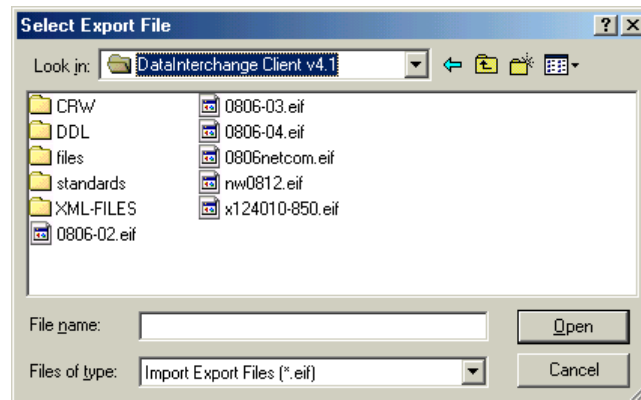 Select Export File
Look in: DataInterchange Client v4.1
CRW
DDL
files
standards
XML-FILES
0806-02.eif
0806-03.eif
0806-04.eif
0806netcom.eif
nw0812.eif
x124010-850.eif
File name:
Open
Files of type: Import Export Files (*.eif)
Cancel